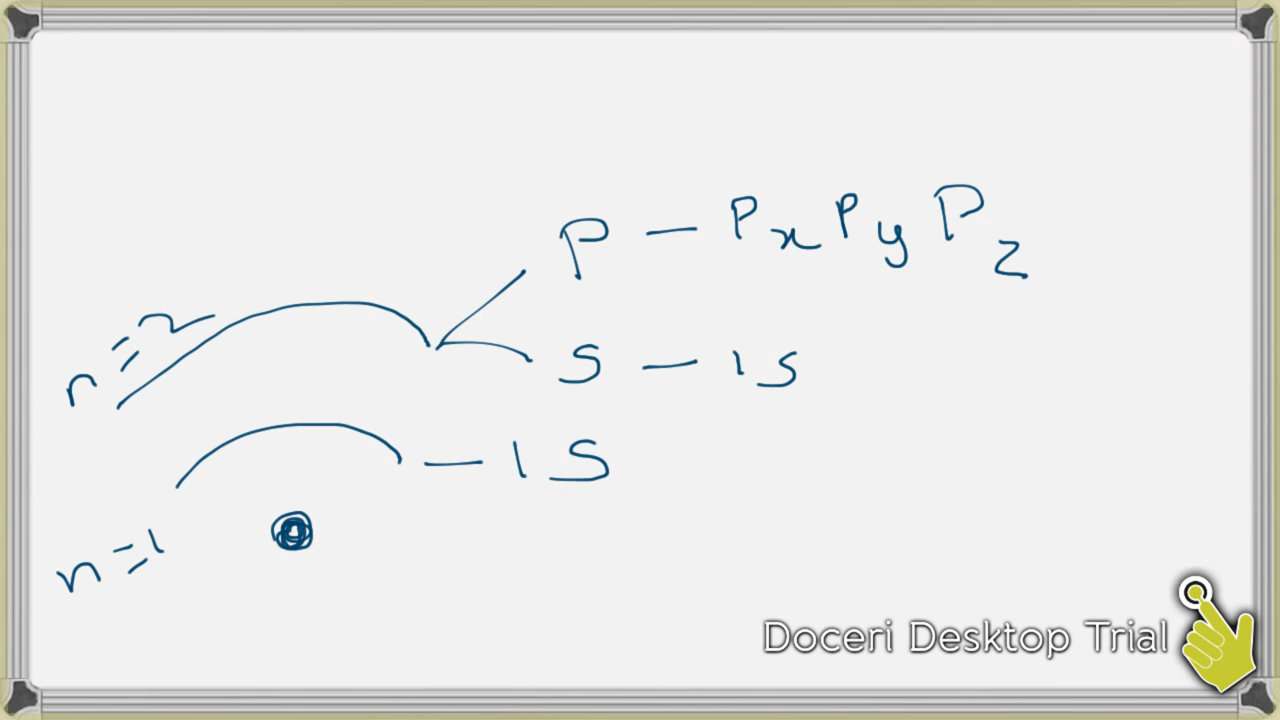 P — Px Py Pz
n=2
S — 1S
— 1S
n=1
Doceri Desktop Trial